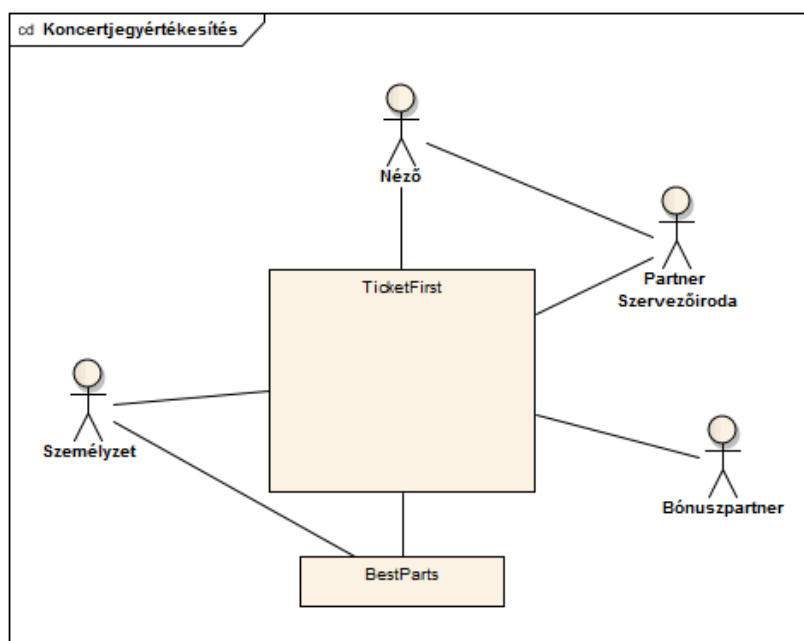 cd Koncertjegyértékesítés
Néző
Partner
Szervezőiroda
TicketFirst
Személyzet
Bónuszpartner
BestParts